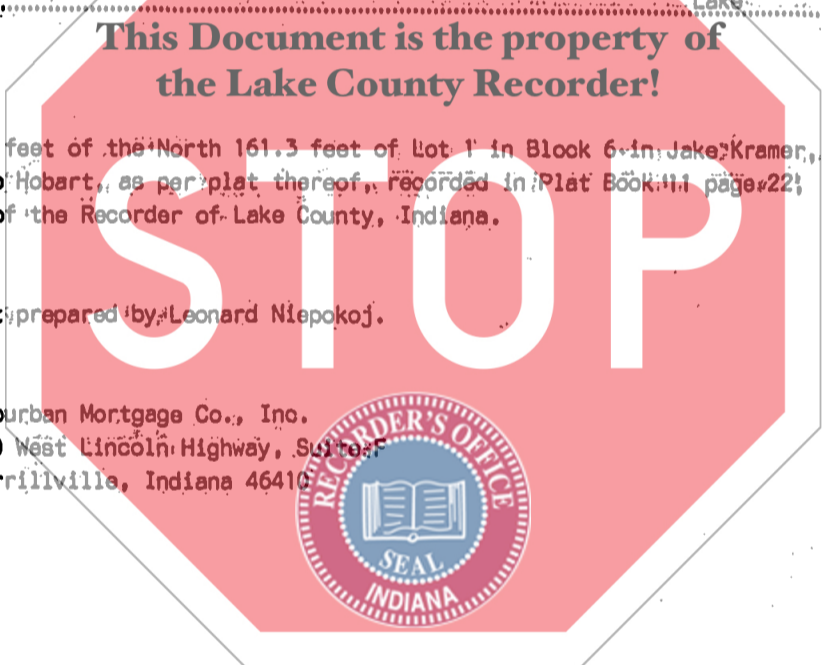 Lake
This Document is the property of
the Lake County Recorder!
feet of the North 161.3 feet of Lot 1 in Block 6 in Jake Kramer,
Hobart, as per plat thereof, recorded in Plat Book 11 page 22,
of the Recorder of Lake County, Indiana.
STOP
prepared by Leonard Niepokoj.
urban Mortgage Co., Inc.
West Lincoln Highway, Suite F
rrillville, Indiana 46410
RECORDER'S OFFICE
SEAL
INDIANA